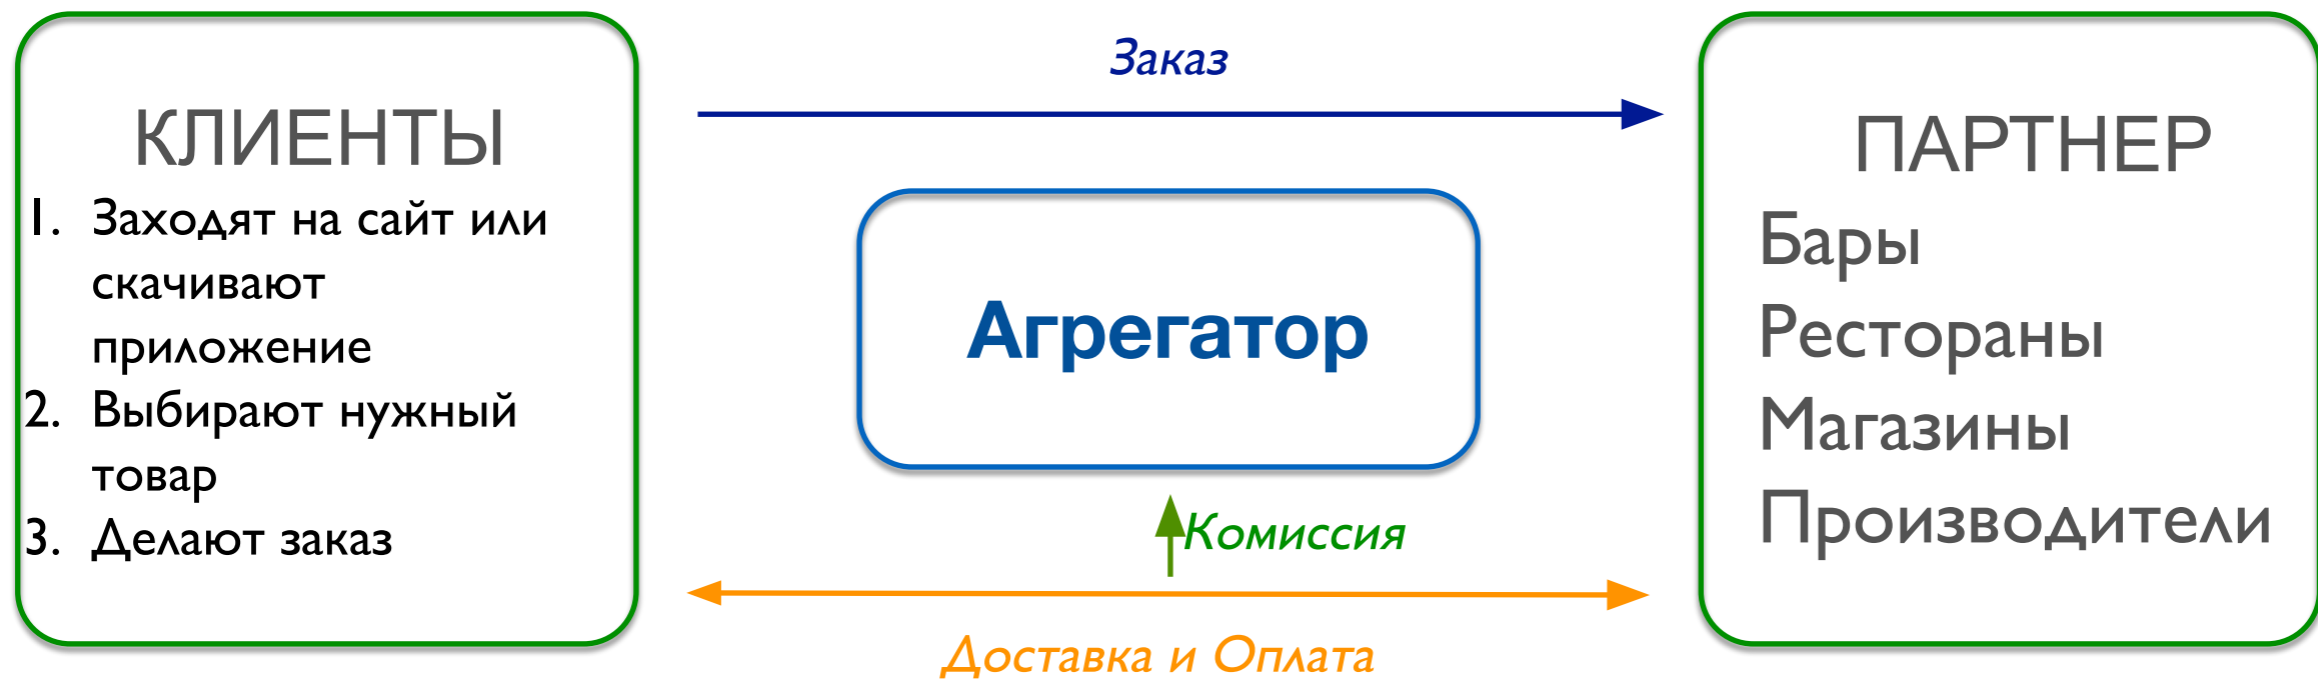 КЛИЕНТЫ
1. Заходят на сайт или
скачивают
приложение
2. Выбирают нужный
товар
3. Делают заказ
Заказ
Агрегатор
Комиссия
Доставка и Оплата
ПАРТНЕР
Бары
Рестораны
Магазины
Производители